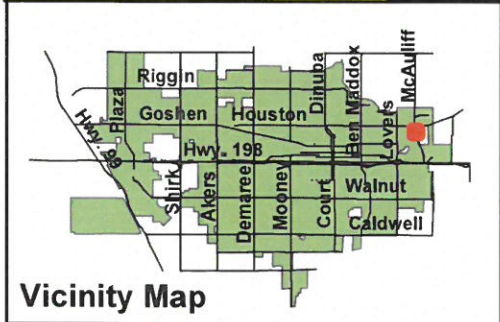 Riggin
Goshen
Houston
Hwy. 198
Walnut
Caldwell
Hwy. 99
Plaza
Shirk
Akers
Demaree
Mooney
Court
Dinuba
Ben Maddox
Lovers
McAuliff
Vicinity Map